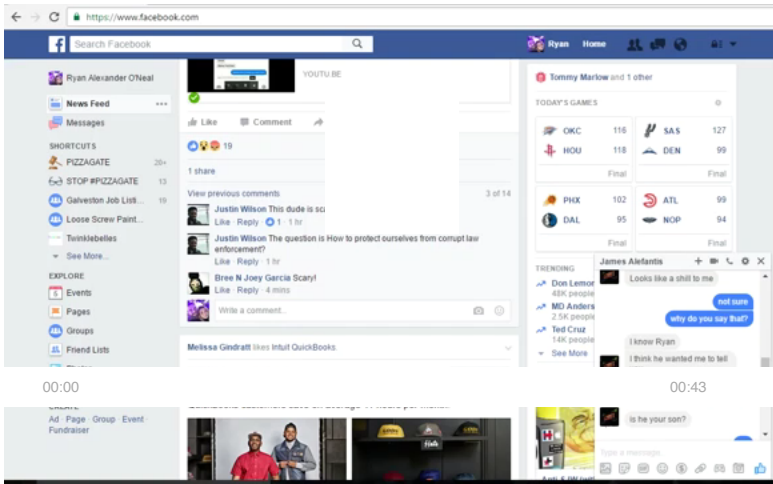 https://www.facebook.com
Search Facebook
Ryan
Home
Ryan Alexander O'Neal
News Feed
Messages
SHORTCUTS
PIZZAGATE 20+
STOP #PIZZAGATE 13
Galveston Job Listi... 19
Loose Screw Paint...
Twinklebelles
See More...
EXPLORE
Events
Pages
Groups
Friend Lists
YOUTU.BE
Like Comment
19
1 share
View previous comments 3 of 14
Justin Wilson This dude is
Like · Reply · 1 · 1 hr
Justin Wilson The question is How to protect ourselves from corrupt law
enforcement?
Like · Reply · 1 hr
Bree N Joey Garcia Scary!
Like · Reply · 4 mins
Write a comment...
Melissa Gindratt likes Intuit QuickBooks.
Tommy Marlow and 1
other
TODAY'S GAMES
OKC 116
HOU 118
Final
SAS 127
DEN 99
Final
PHX 102
DAL 95
Final
ATL 99
NOP 94
Final
TRENDING
Don Lemon
48K people
MD Anders
2.5K people
Ted Cruz
14K people
See More
James Alefantis
Looks like a shill to me
not sure
why do you say that?
I know Ryan
I think he wanted me to tell
00:00
00:43
CREATE
Ad · Page · Group · Event ·
Fundraiser
is he your son?
Type a message...